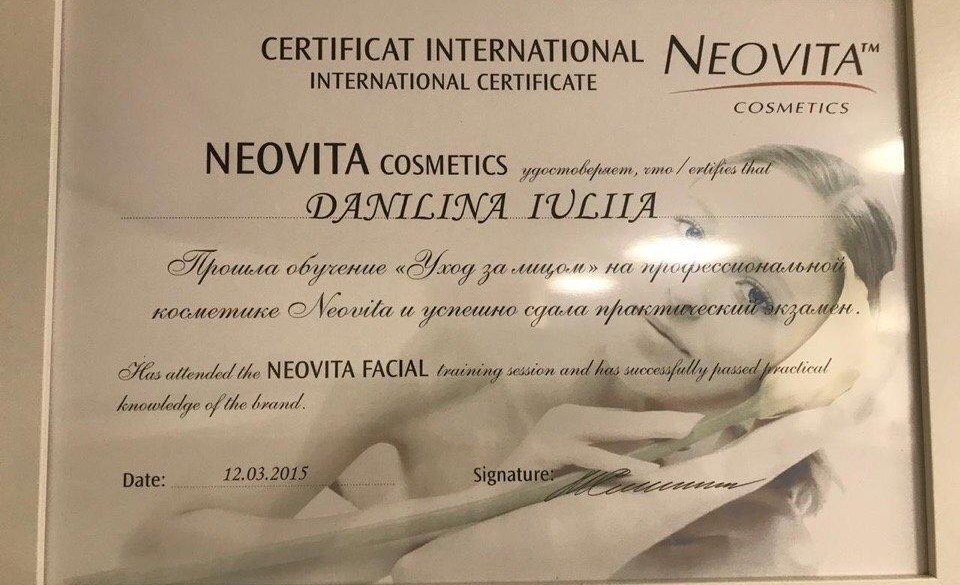 CERTIFICAT INTERNATIONAL
INTERNATIONAL CERTIFICATE
NEOVITA™
COSMETICS
NEOVITA COSMETICS удостоверяет, что / ertifies that
DANILINA IULIIA
Прошла обучение «Уход за лицом» на профессиональной
косметике Neovita и успешно сдала практический экзамен.
Has attended the NEOVITA FACIAL training session and has successfully passed practical
knowledge of the brand.
Date: 12.03.2015
Signature: